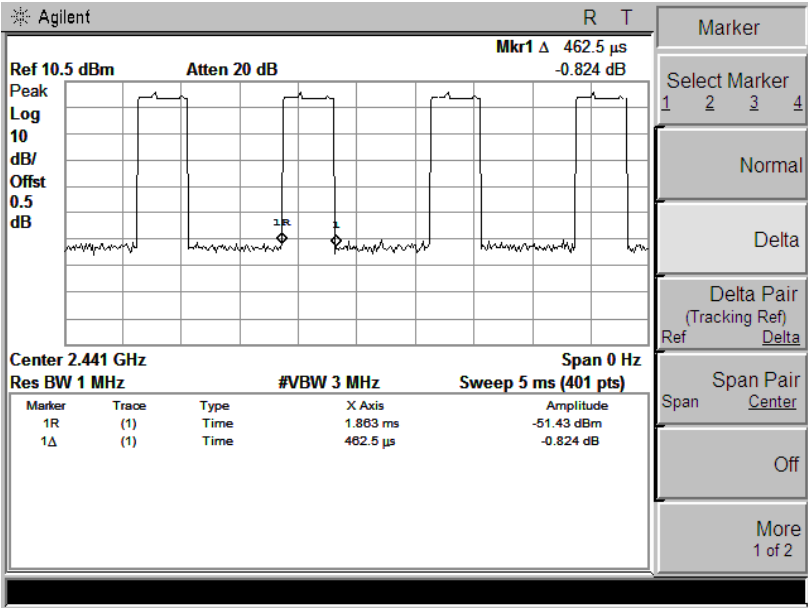 Agilent R T
Mkr1 Δ 462.5 µs
Ref 10.5 dBm Atten 20 dB -0.824 dB
Peak
Log
10
dB/
Offst
0.5
dB
1R
1
Center 2.441 GHz Span 0 Hz
Res BW 1 MHz #VBW 3 MHz Sweep 5 ms (401 pts)
Marker Trace Type X Axis Amplitude
1R (1) Time 1.863 ms -51.43 dBm
1Δ (1) Time 462.5 µs -0.824 dB
Marker
Select Marker
1 2 3 4
Normal
Delta
Delta Pair
(Tracking Ref)
Ref Delta
Span Pair
Span Center
Off
More
1 of 2